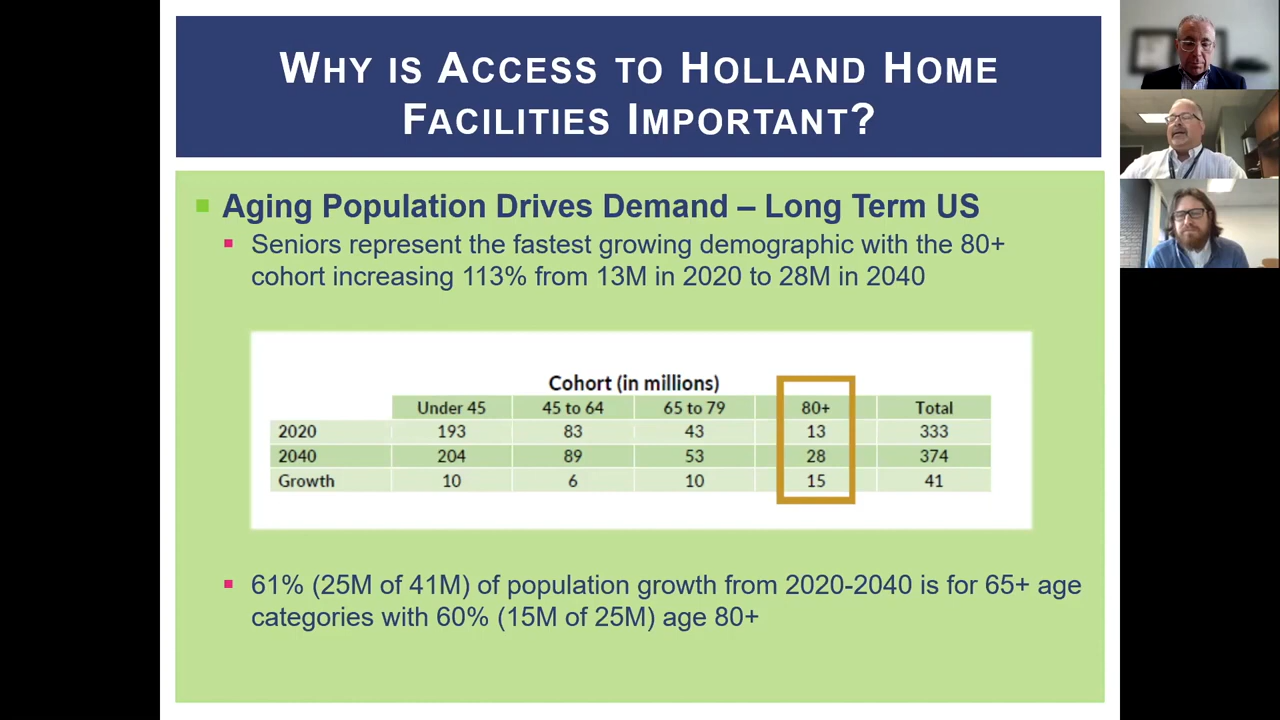 WHY IS ACCESS TO HOLLAND HOME
FACILITIES IMPORTANT?
Aging Population Drives Demand – Long Term US
Seniors represent the fastest growing demographic with the 80+
cohort increasing 113% from 13M in 2020 to 28M in 2040
Cohort (in millions)
Under 45 45 to 64 65 to 79 80+ Total
2020 193 83 43 13 333
2040 204 89 53 28 374
Growth 10 6 10 15 41
61% (25M of 41M) of population growth from 2020-2040 is for 65+ age
categories with 60% (15M of 25M) age 80+